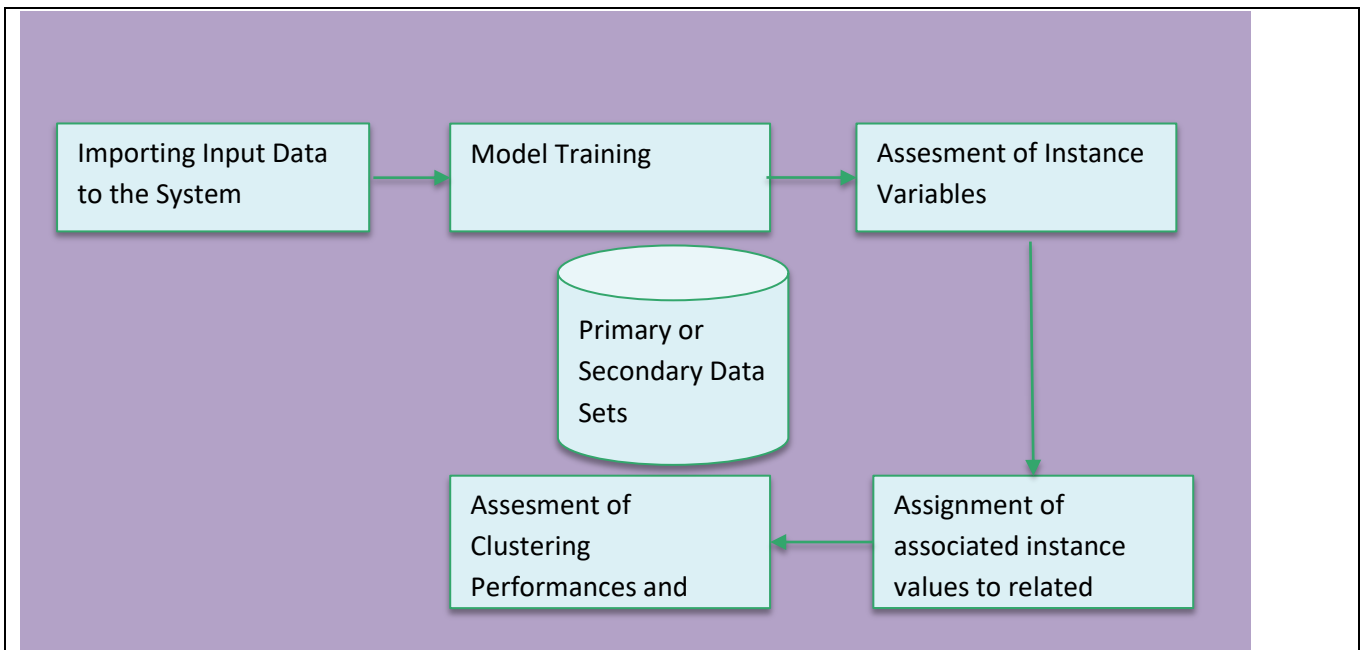 Importing Input Data
to the System
Model Training
Assesment of Instance
Variables
Primary or
Secondary Data
Sets
Assignment of
associated instance
values to related
Assesment of
Clustering
Performances and